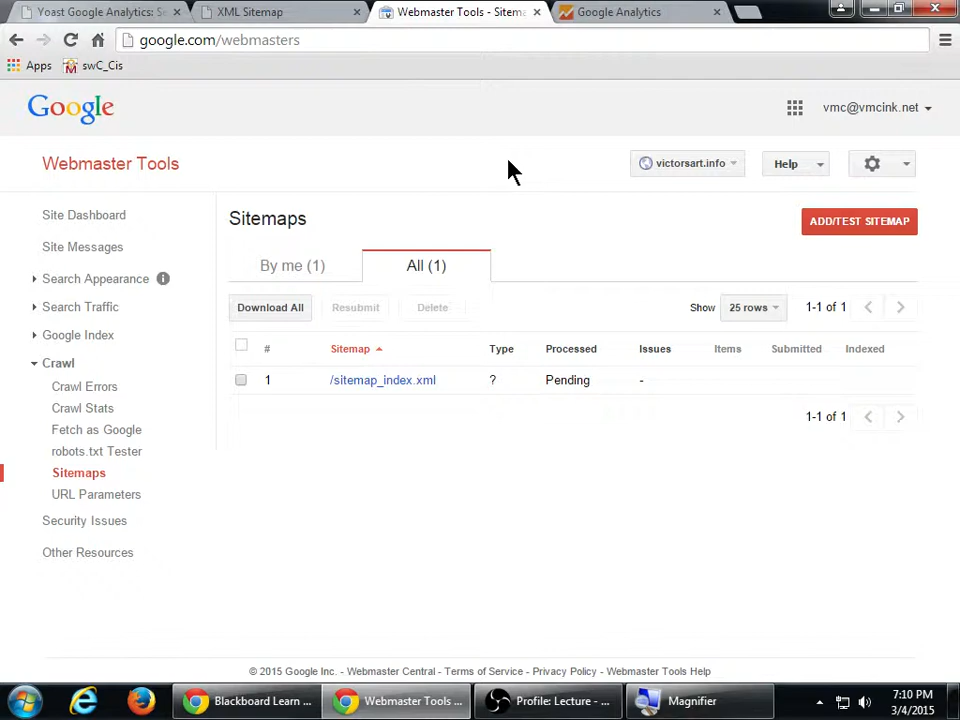 Yoast Google Analytics: Se
XML Sitemap
Webmaster Tools - Sitema
Google Analytics
google.com/webmasters
Apps
swC_Cis
Google
vmc@vmcink.net
Webmaster Tools
victorsart.info
Help
Site Dashboard
Site Messages
Search Appearance
Search Traffic
Google Index
Crawl
Crawl Errors
Crawl Stats
Fetch as Google
robots.txt Tester
Sitemaps
URL Parameters
Security Issues
Other Resources
Sitemaps
ADD/TEST SITEMAP
By me (1)
All (1)
Download All
Resubmit
Delete
Show
25 rows
1-1 of 1
# Sitemap Type Processed Issues Items Submitted Indexed
1 /sitemap_index.xml ? Pending -
1-1 of 1
© 2015 Google Inc. - Webmaster Central - Terms of Service - Privacy Policy - Webmaster Tools Help
Blackboard Learn ...
Webmaster Tools ...
Profile: Lecture - ...
Magnifier
7:10 PM
3/4/2015